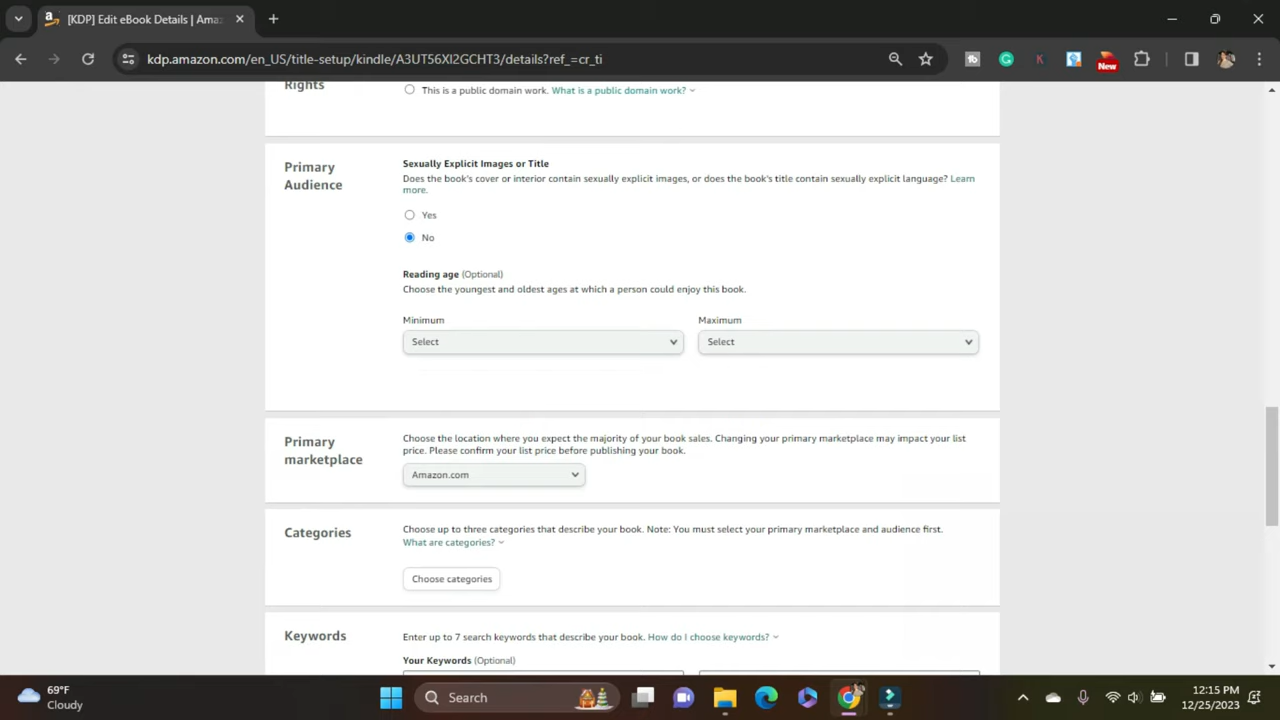 [KDP] Edit eBook Details | Ama
kdp.amazon.com/en_US/title-setup/kindle/A3UT56XI2GCHT3/details?ref_=cr_ti
New
Rights
This is a public domain work. What is a public domain work?
Primary
Audience
Sexually Explicit Images or Title
Does the book's cover or interior contain sexually explicit images, or does the book's title contain sexually explicit language? Learn
more.
Yes
No
Reading age (Optional)
Choose the youngest and oldest ages at which a person could enjoy this book.
Minimum
Maximum
Select
Select
Primary
marketplace
Choose the location where you expect the majority of your book sales. Changing your primary marketplace may impact your list
price. Please confirm your list price before publishing your book.
Amazon.com
Categories
Choose up to three categories that describe your book. Note: You must select your primary marketplace and audience first.
What are categories?
Choose categories
Keywords
Enter up to 7 search keywords that describe your book. How do I choose keywords?
Your Keywords (Optional)
69°F
Cloudy
Search
12:15 PM
12/25/2023